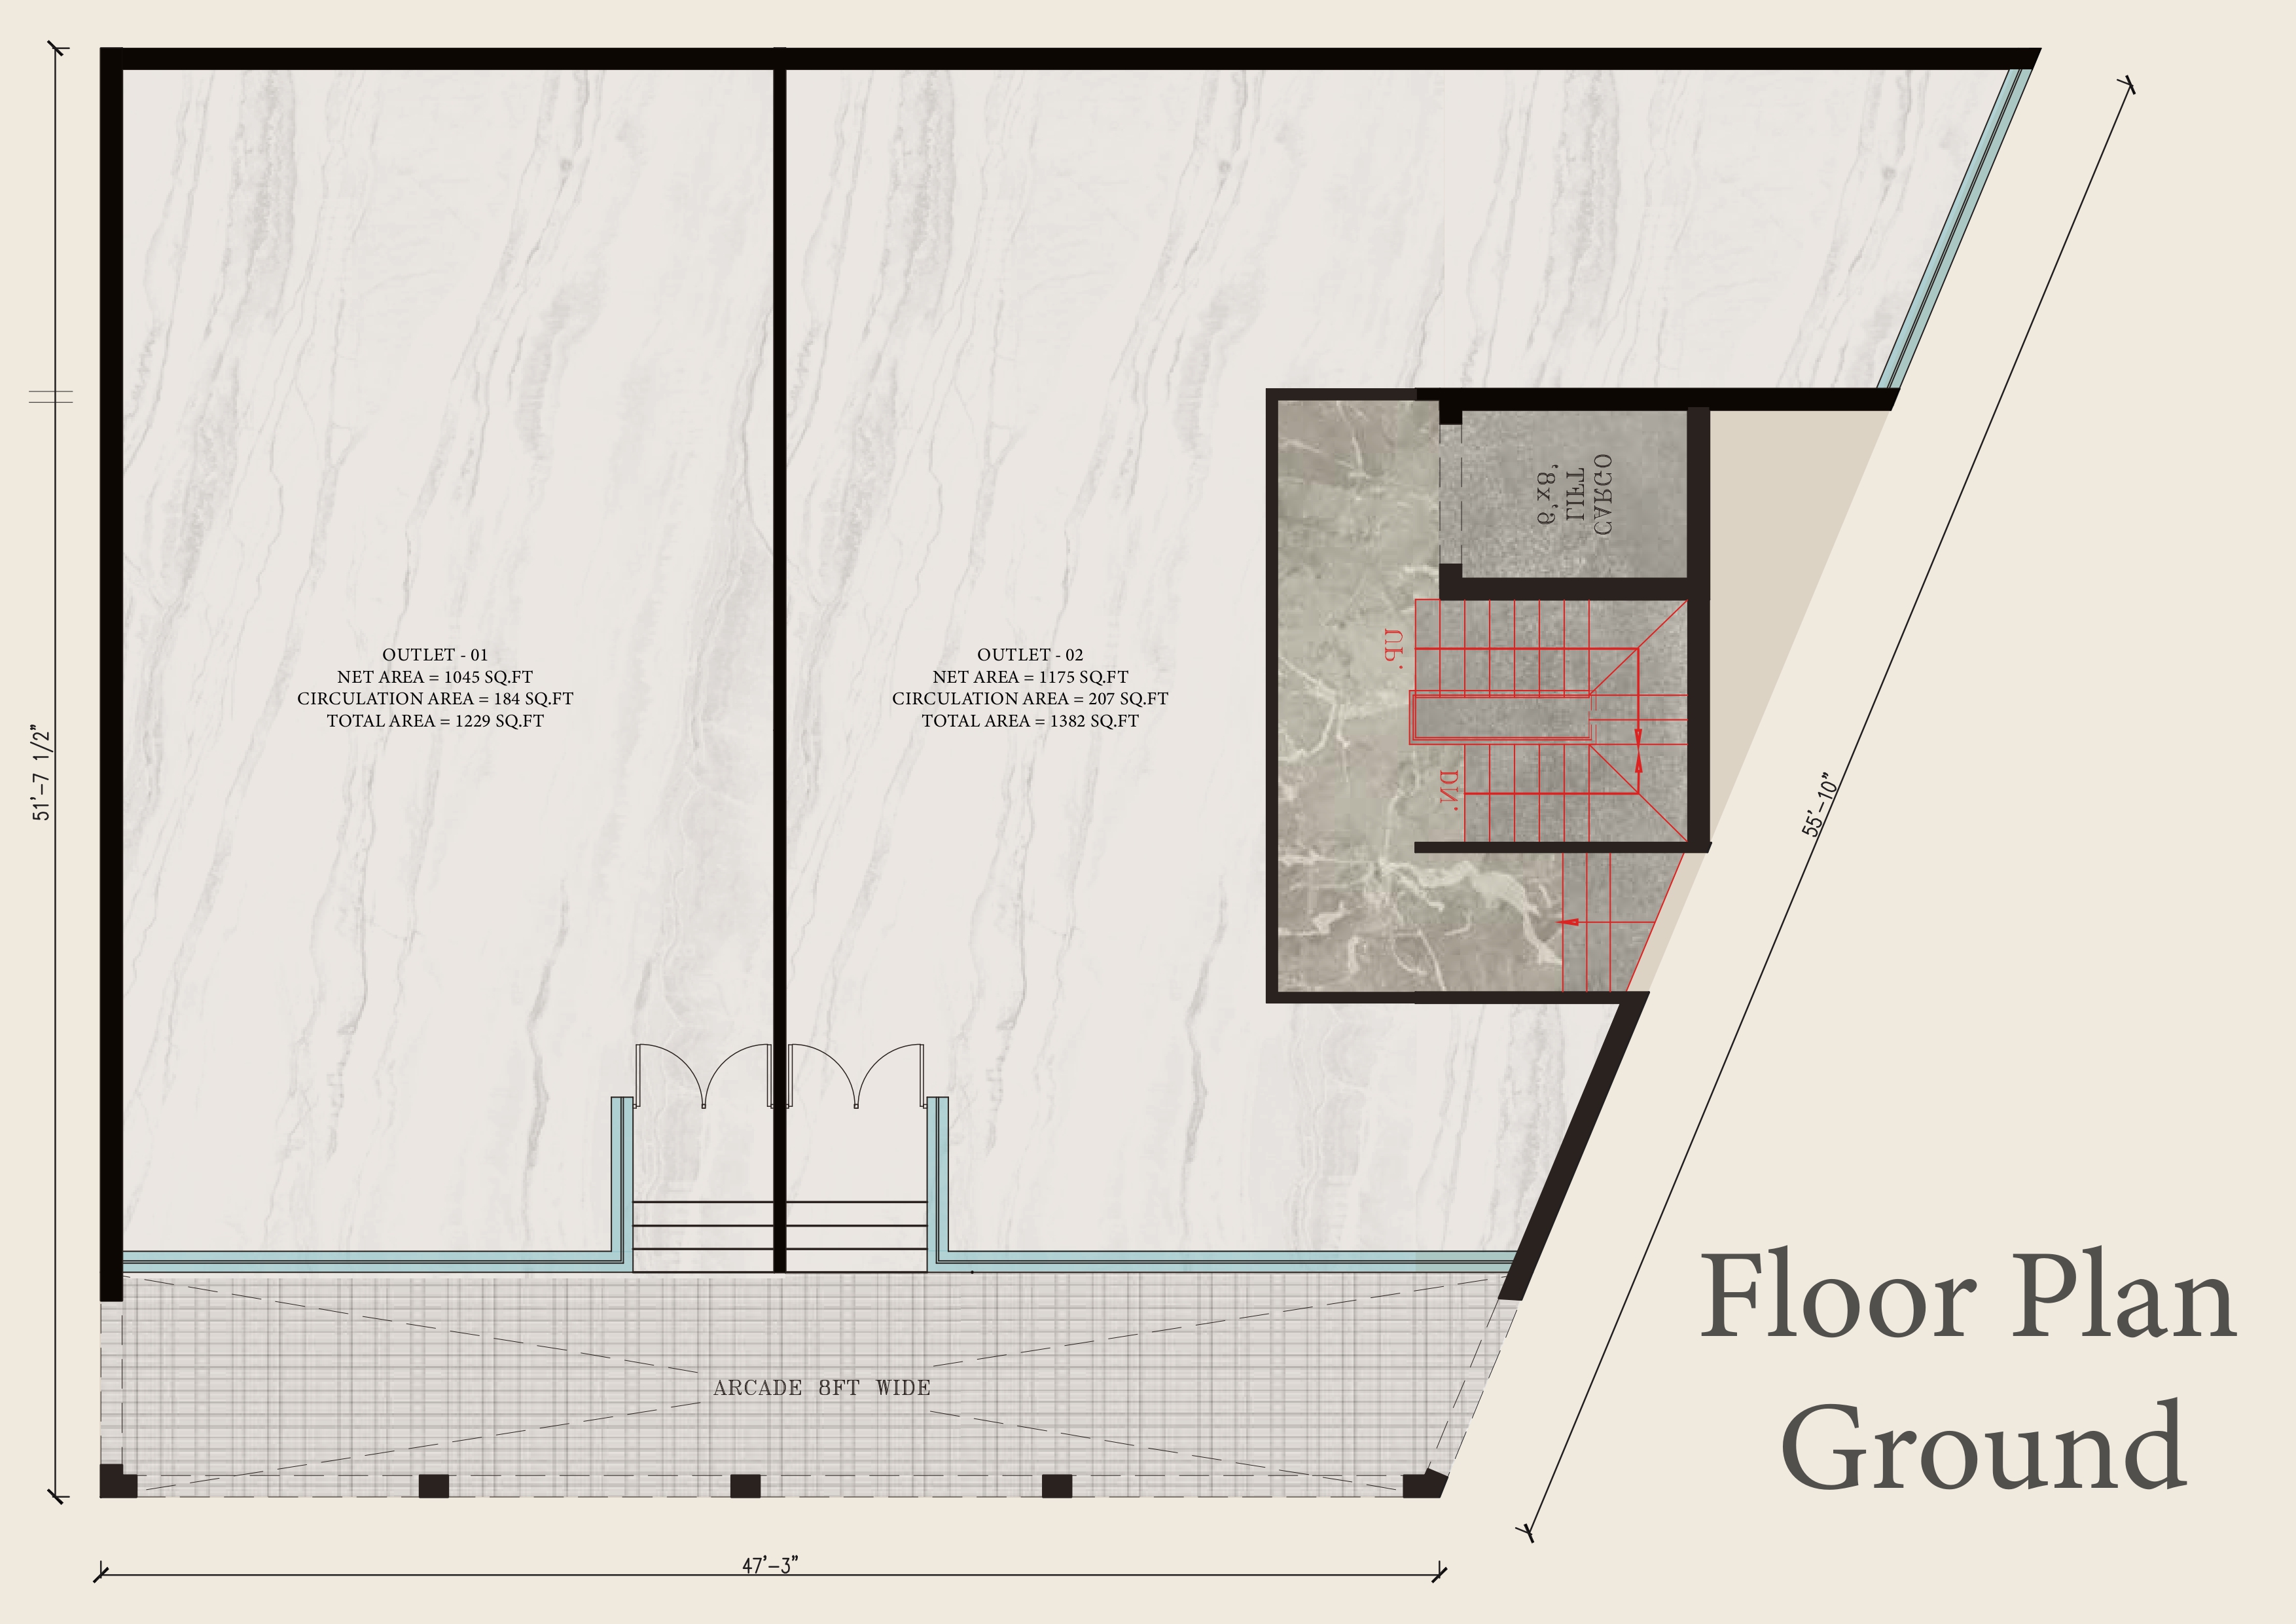 OUTLET - 01
NET AREA = 1045 SQ.FT
CIRCULATION AREA = 184 SQ.FT
TOTAL AREA = 1229 SQ.FT
OUTLET - 02
NET AREA = 1175 SQ.FT
CIRCULATION AREA = 207 SQ.FT
TOTAL AREA = 1382 SQ.FT
CARGO
LIFT
6'x8'
UP.
DN.
51'-7 1/2"
55'-10"
ARCADE 8FT WIDE
47'-3"
Floor Plan
Ground